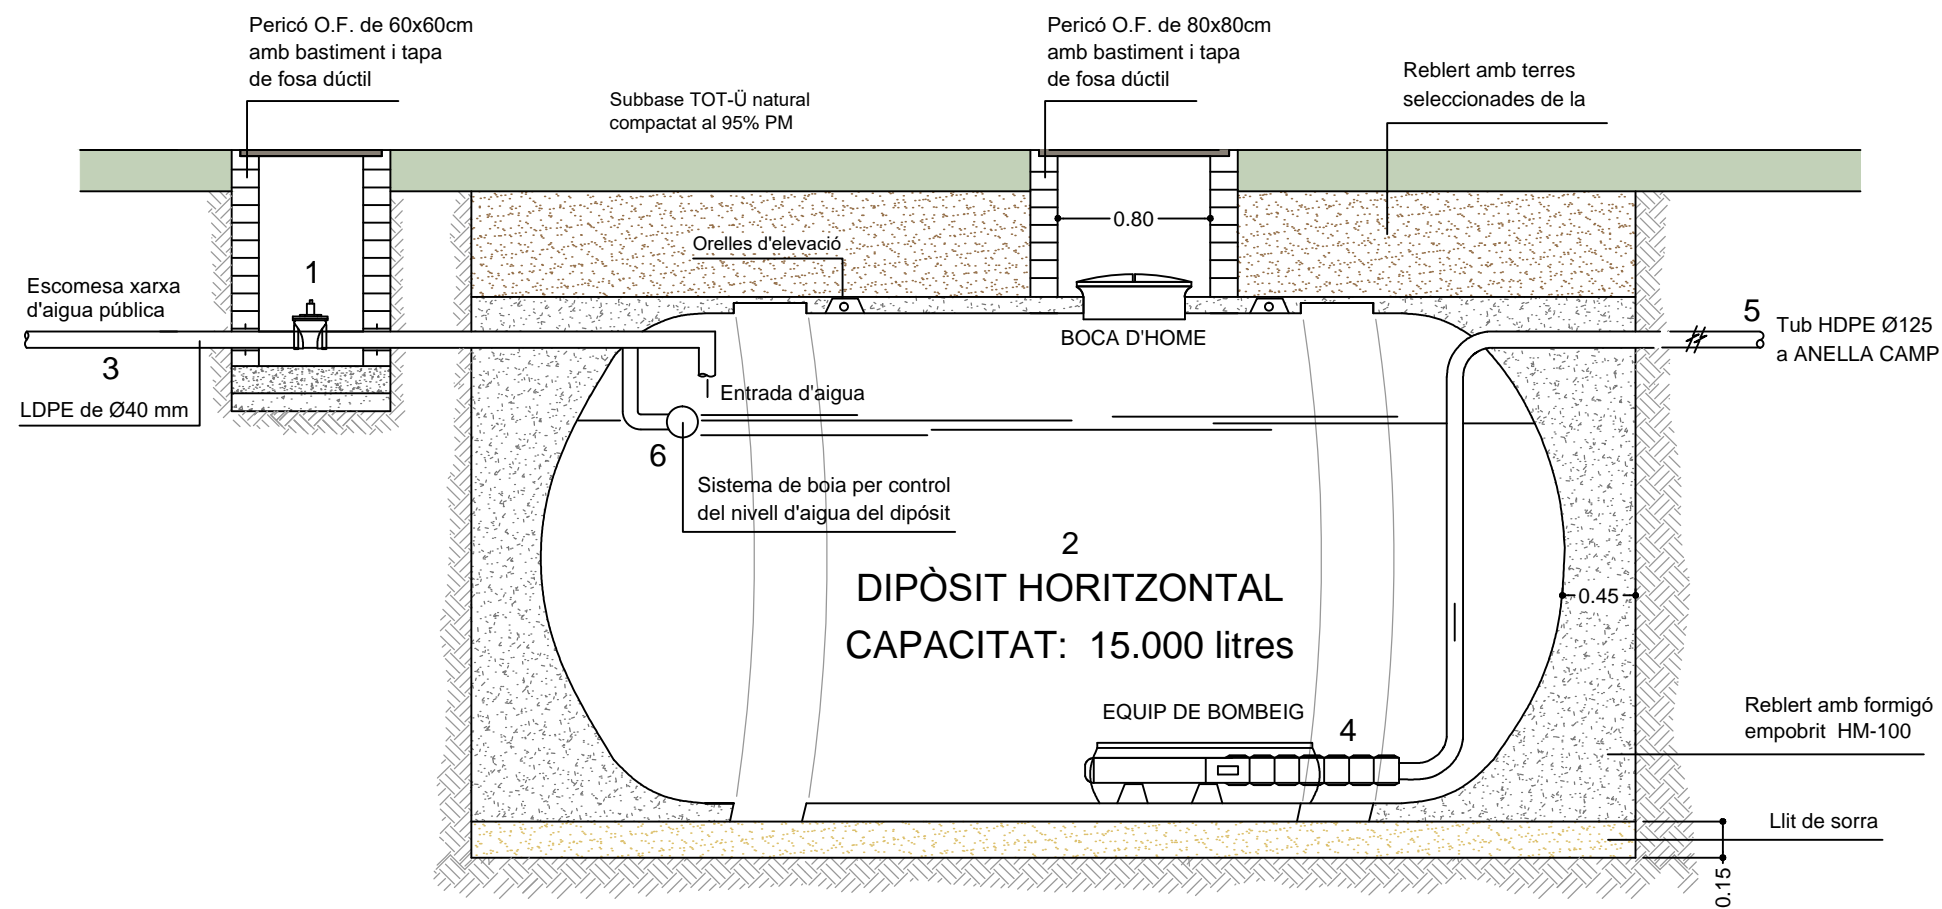 Pericó O.F. de 60x60cm
amb bastiment i tapa
de fosa dúctil
Pericó O.F. de 80x80cm
amb bastiment i tapa
de fosa dúctil
Subbase TOT-Ü natural
compactat al 95% PM
Reblert amb terres
seleccionades de la
0.80
Orelles d'elevació
1
Escomesa xarxa
d'aigua pública
3
LDPE de Ø40 mm
BOCA D'HOME
5
Tub HDPE Ø125
a ANELLA CAMP
Entrada d'aigua
6
Sistema de boia per control
del nivell d'aigua del dipósit
2
DIPÒSIT HORITZONTAL
CAPACITAT: 15.000 litres
0.45
EQUIP DE BOMBEIG
4
Reblert amb formigó
empobrit HM-100
Llit de sorra
0.15